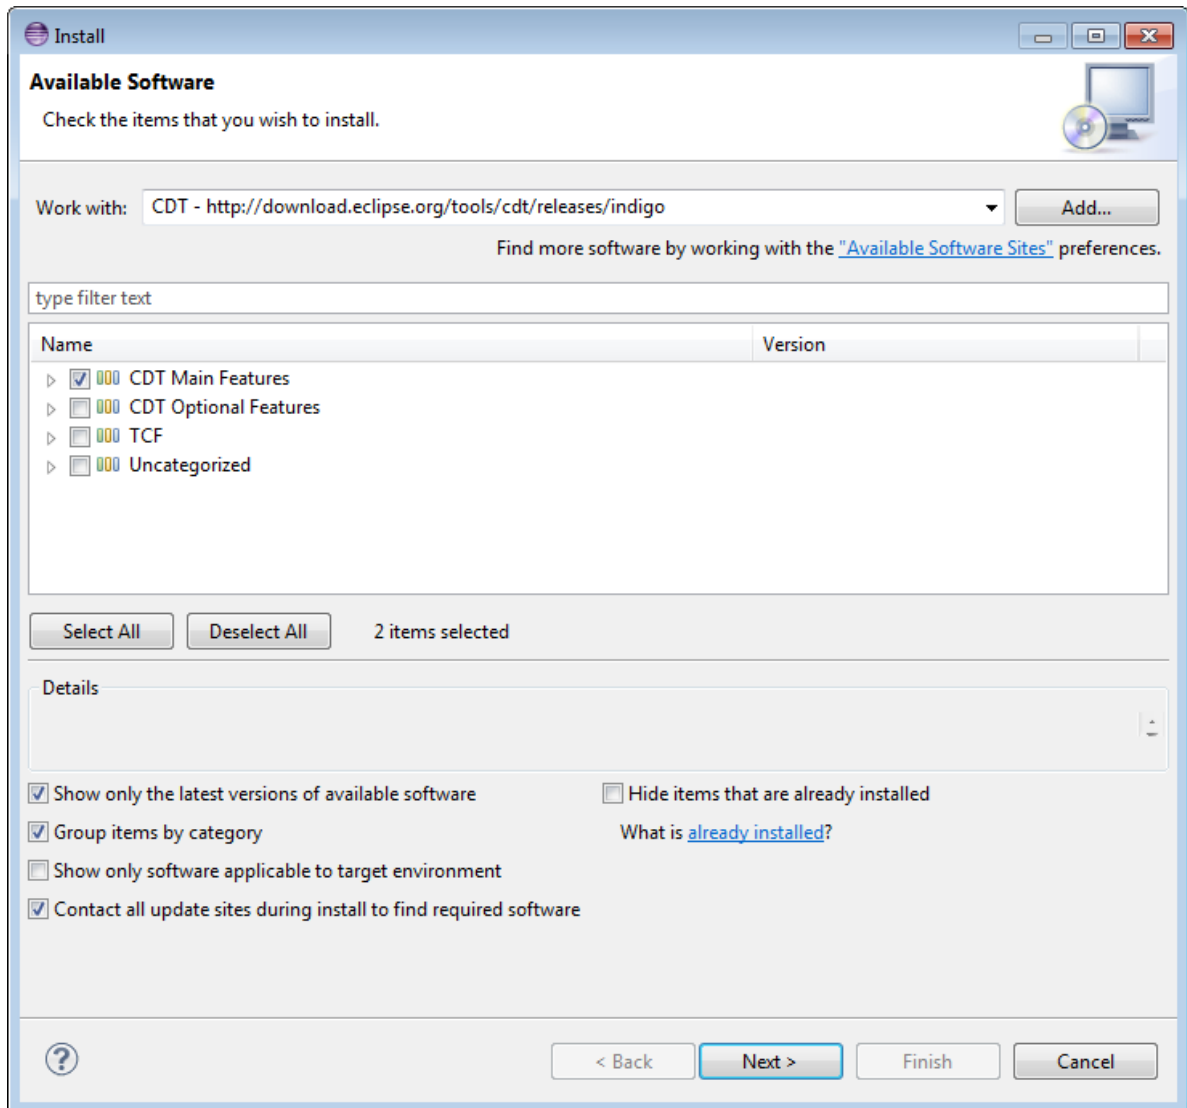 Install
Available Software
Check the items that you wish to install.
Work with: CDT - http://download.eclipse.org/tools/cdt/releases/indigo Add...
Find more software by working with the "Available Software Sites" preferences.
type filter text
Name Version
CDT Main Features
CDT Optional Features
TCF
Uncategorized
Select All Deselect All 2 items selected
Details
Show only the latest versions of available software Hide items that are already installed
Group items by category What is already installed?
Show only software applicable to target environment
Contact all update sites during install to find required software
? < Back Next > Finish Cancel